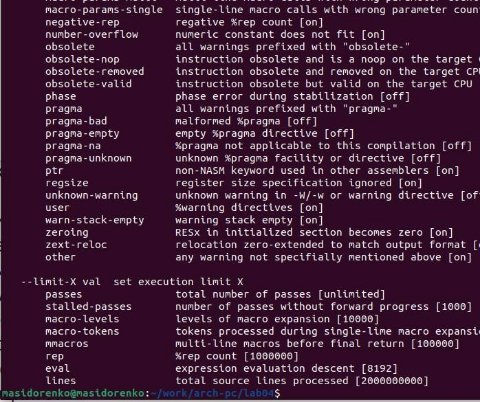 macro-params-single single-line macro calls with wrong parameter coun
negative-rep negative %rep count [on]
number-overflow numeric constant does not fit [on]
obsolete all warnings prefixed with "obsolete-"
obsolete-nop instruction obsolete and is a noop on the target
obsolete-removed instruction obsolete and removed on the target CPU
obsolete-valid instruction obsolete but valid on the target CPU
phase phase error during stabilization [off]
pragma all warnings prefixed with "pragma-"
pragma-bad malformed %pragma [off]
pragma-empty empty %pragma directive [off]
pragma-na %pragma not applicable to this compilation [off]
pragma-unknown unknown %pragma facility or directive [off]
ptr non-NASM keyword used in other assemblers [on]
regsize register size specification ignored [on]
unknown-warning unknown warning in -W/-w or warning directive [of
user %warning directives [on]
warn-stack-empty warning stack empty [on]
zeroing RESx in initialized section becomes zero [on]
zext-reloc relocation zero-extended to match output format [
other any warning not specifically mentioned above [on]
--limit-X val set execution limit X
passes total number of passes [unlimited]
stalled-passes number of passes without forward progress [1000]
macro-levels levels of macro expansion [10000]
macro-tokens tokens processed during single-lime macro expansi
mmacros multi-line macros before final return [100000]
rep %rep count [1000000]
eval expression evaluation descent [8192]
lines total source lines processed [2000000000]
masidorenko@masidorenko:~/work/arch-pc/lab04$